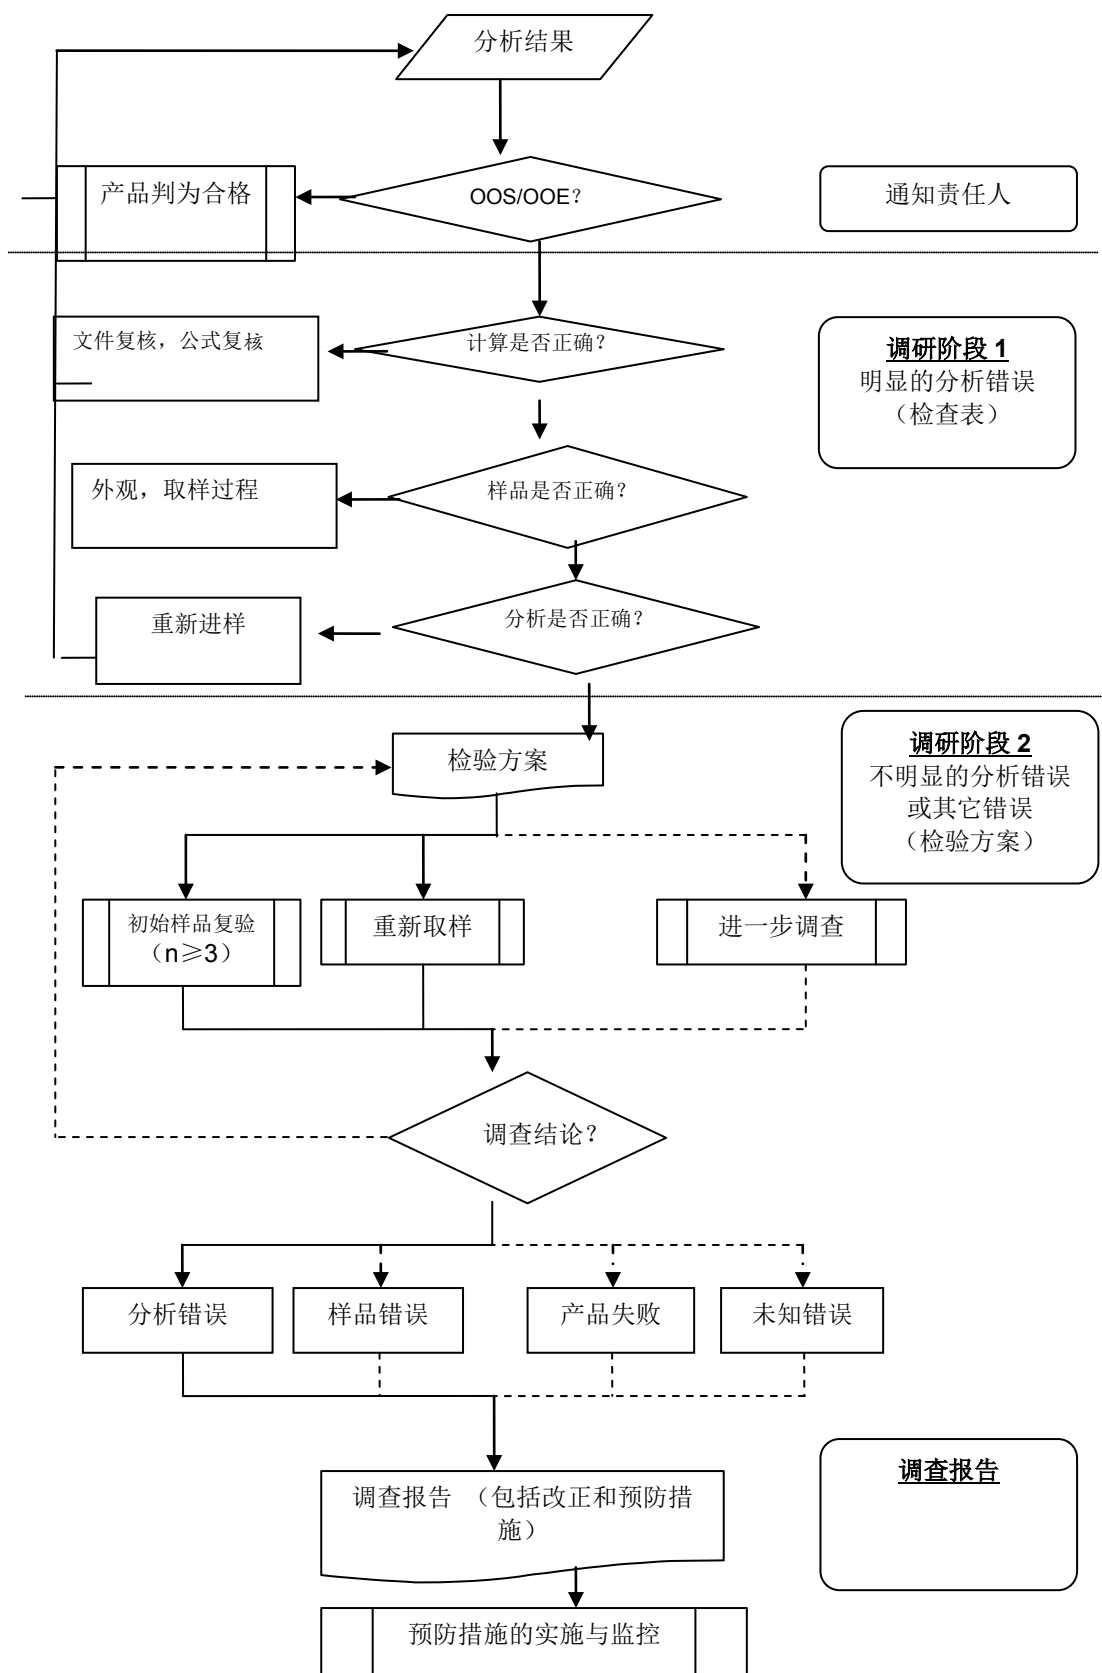 分析结果
产品判为合格
OOS/OOE?
通知责任人
文件复核，公式复核
计算是否正确？
调研阶段 1
明显的分析错误
（检查表）
外观，取样过程
样品是否正确？
重新进样
分析是否正确？
检验方案
调研阶段 2
不明显的分析错误
或其它错误
（检验方案）
初始样品复验
（n≥3）
重新取样
进一步调查
调查结论？
分析错误
样品错误
产品失败
未知错误
调查报告 （包括改正和预防措
施）
调查报告
预防措施的实施与监控